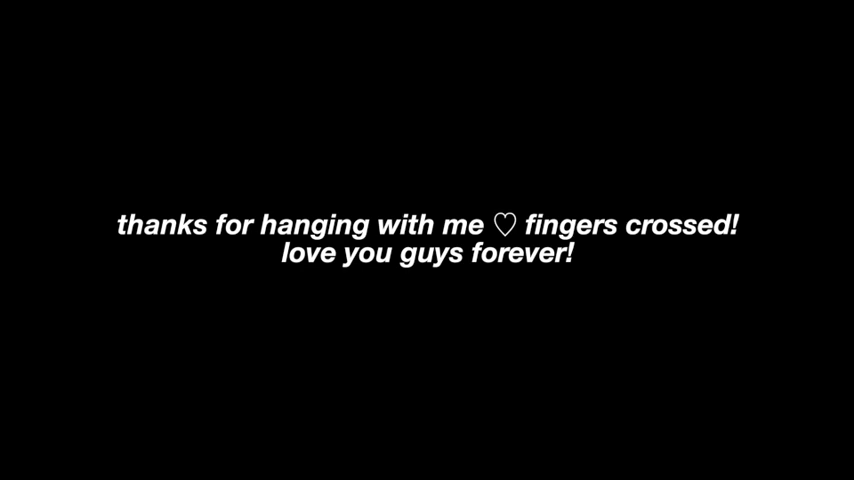 thanks for hanging with me ♡ fingers crossed!
love you guys forever!